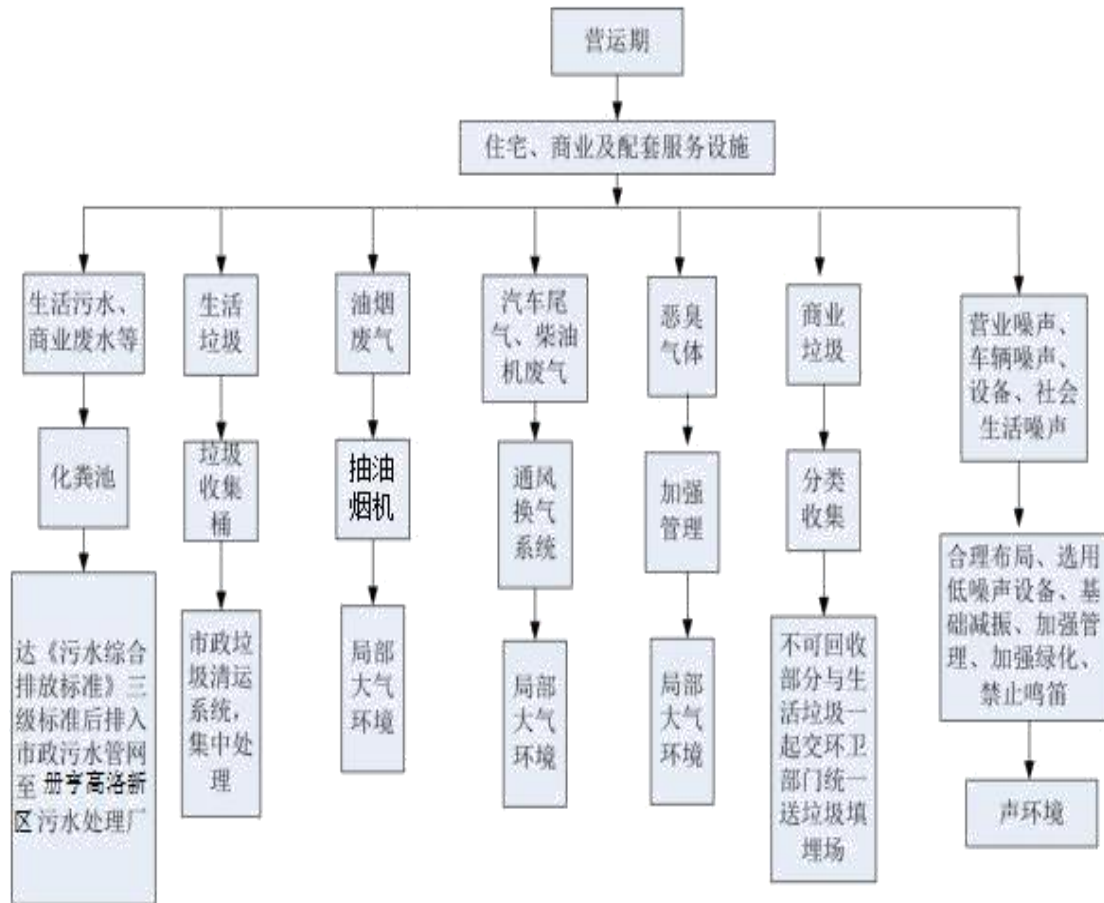 营运期
住宅、商业及配套服务设施
生活污水、
商业废水等
生活
垃圾
油烟
废气
汽车尾
气、柴油
机废气
恶臭
气体
商业
垃圾
营业噪声、
车辆噪声、
设备、社会
生活噪声
化粪池
垃圾
收集
桶
抽油
烟机
通风
换气
系统
加强
管理
分类
收集
合理布局、选用
低噪声设备、基
础减振、加强管
理、加强绿化、
禁止鸣笛
达《污水综合
排放标准》三
级标准后排入
市政污水管网
至册亨高洛新
区污水处理厂
市政垃
圾清运
系统，
集中处
理
局部
大气
环境
局部
大气
环境
局部
大气
环境
不可回收
部分与生
活垃圾一
起交环卫
部门统一
送垃圾填
埋场
声环境